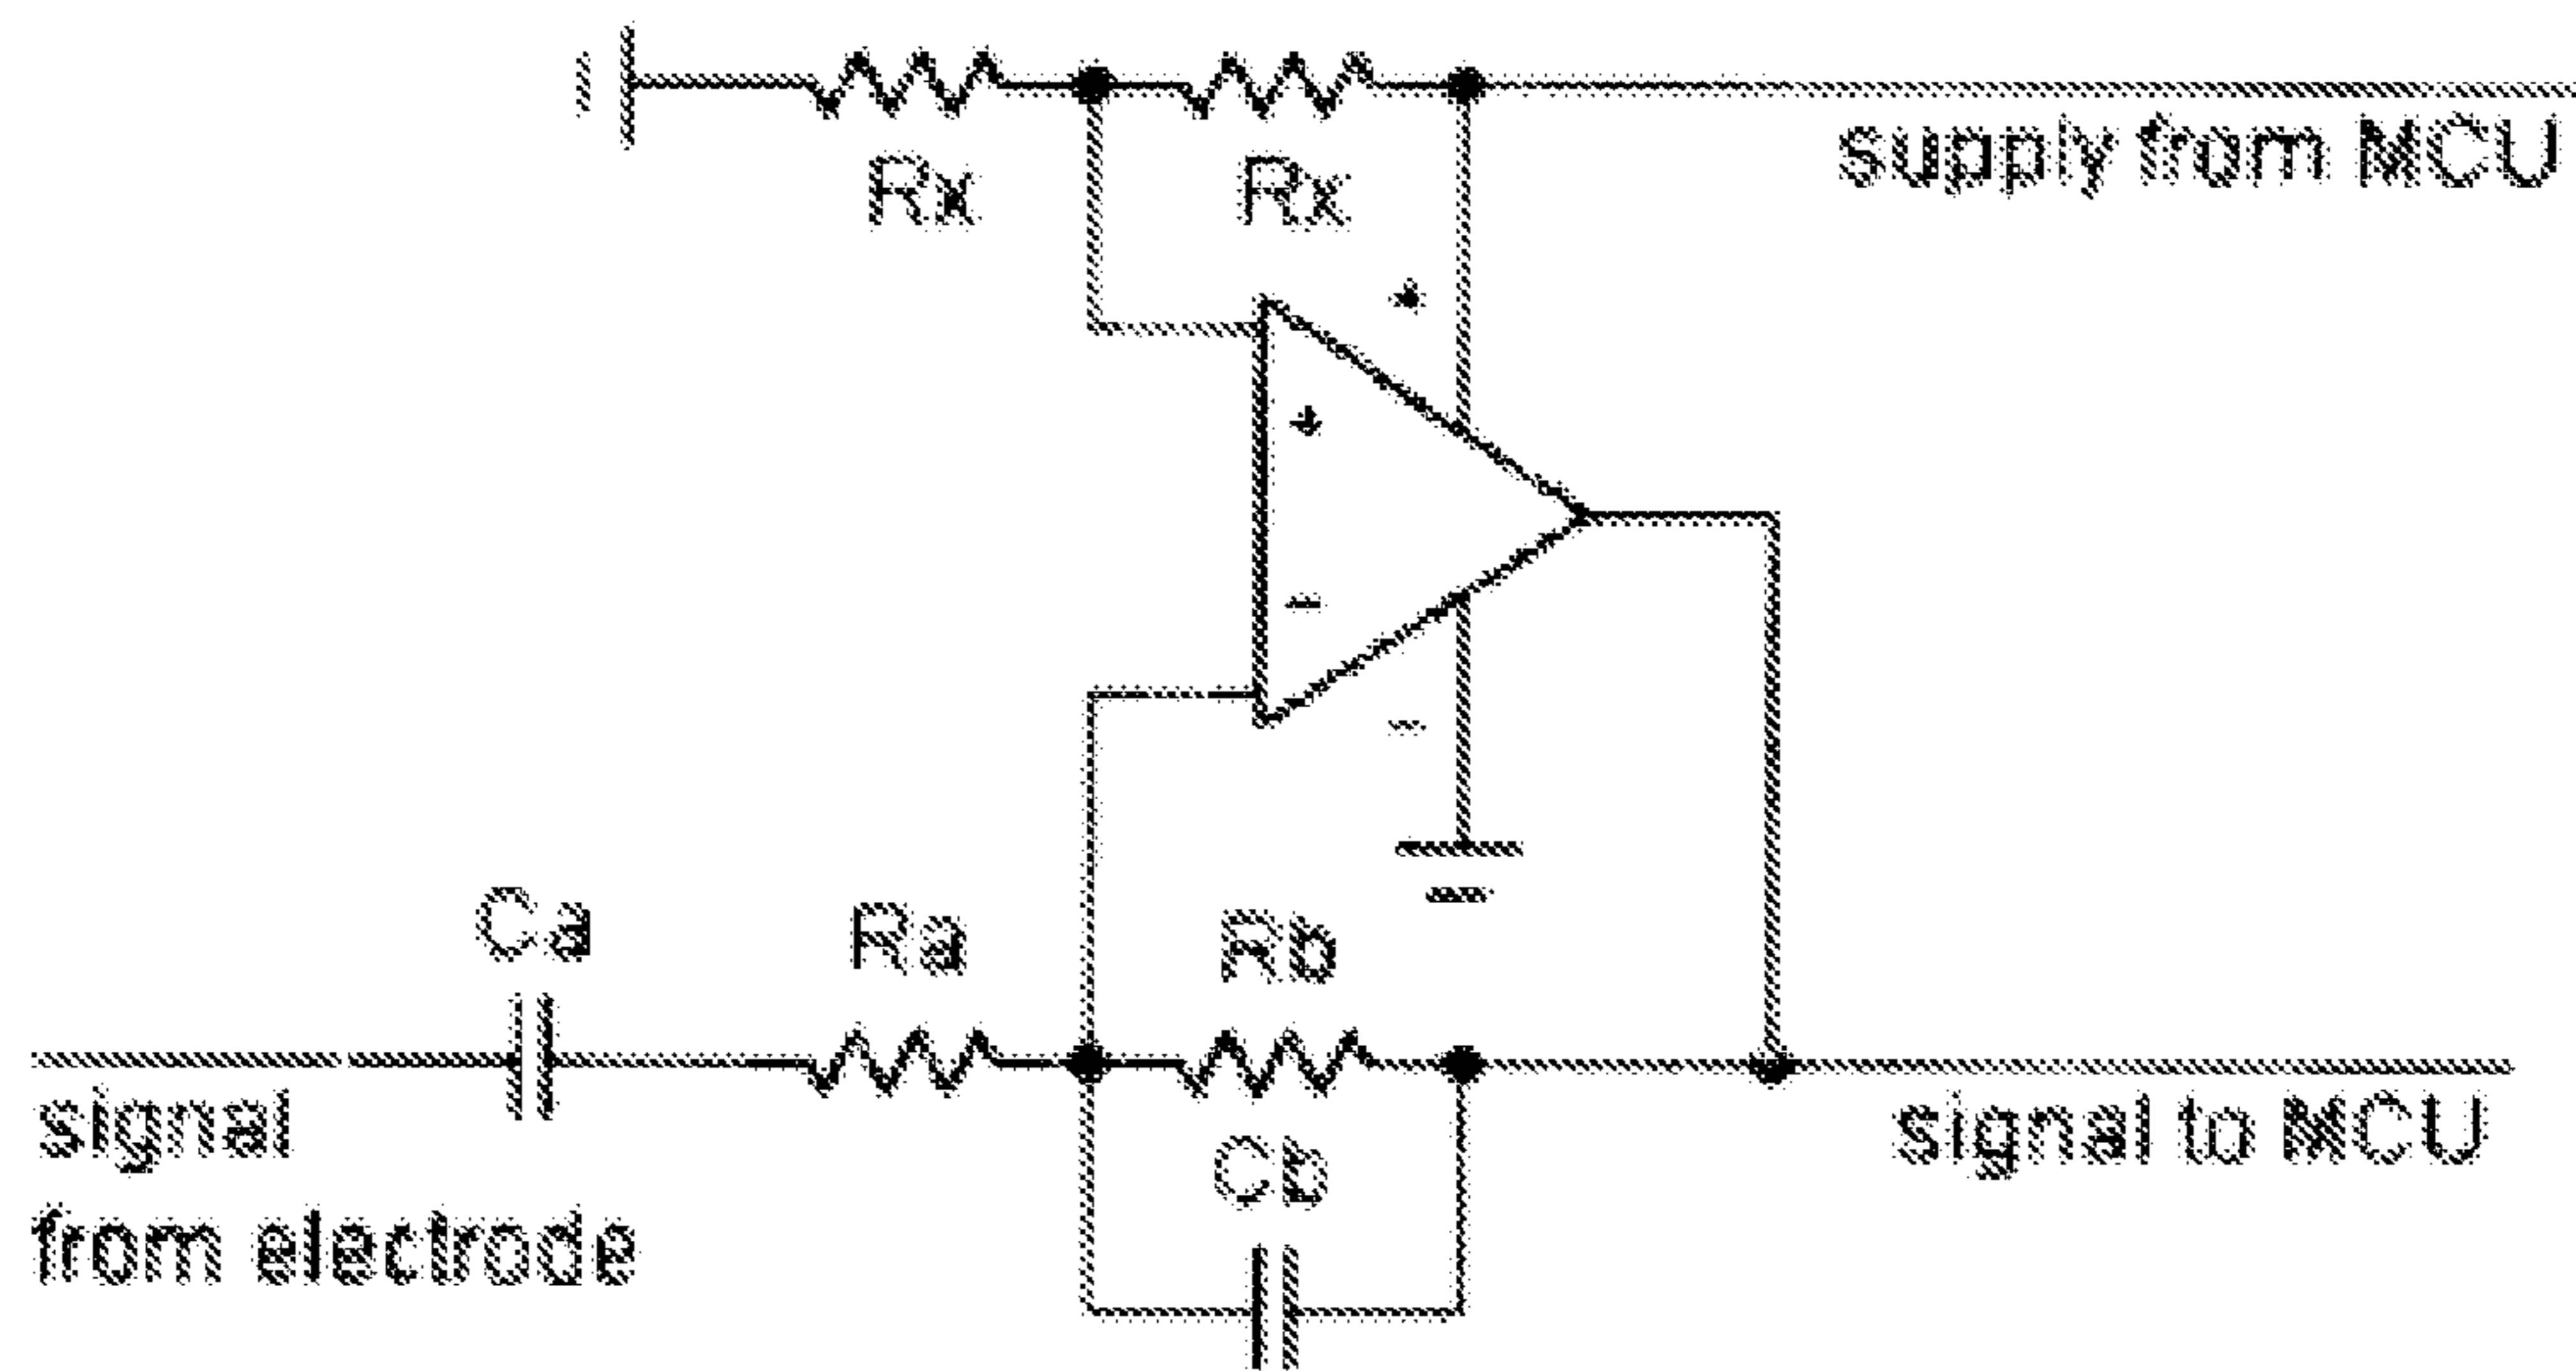 Rx Rx
supply from MCU
+
+
-
-
Ca Ra Rb
signal
from electrode
Cb
signal to MCU